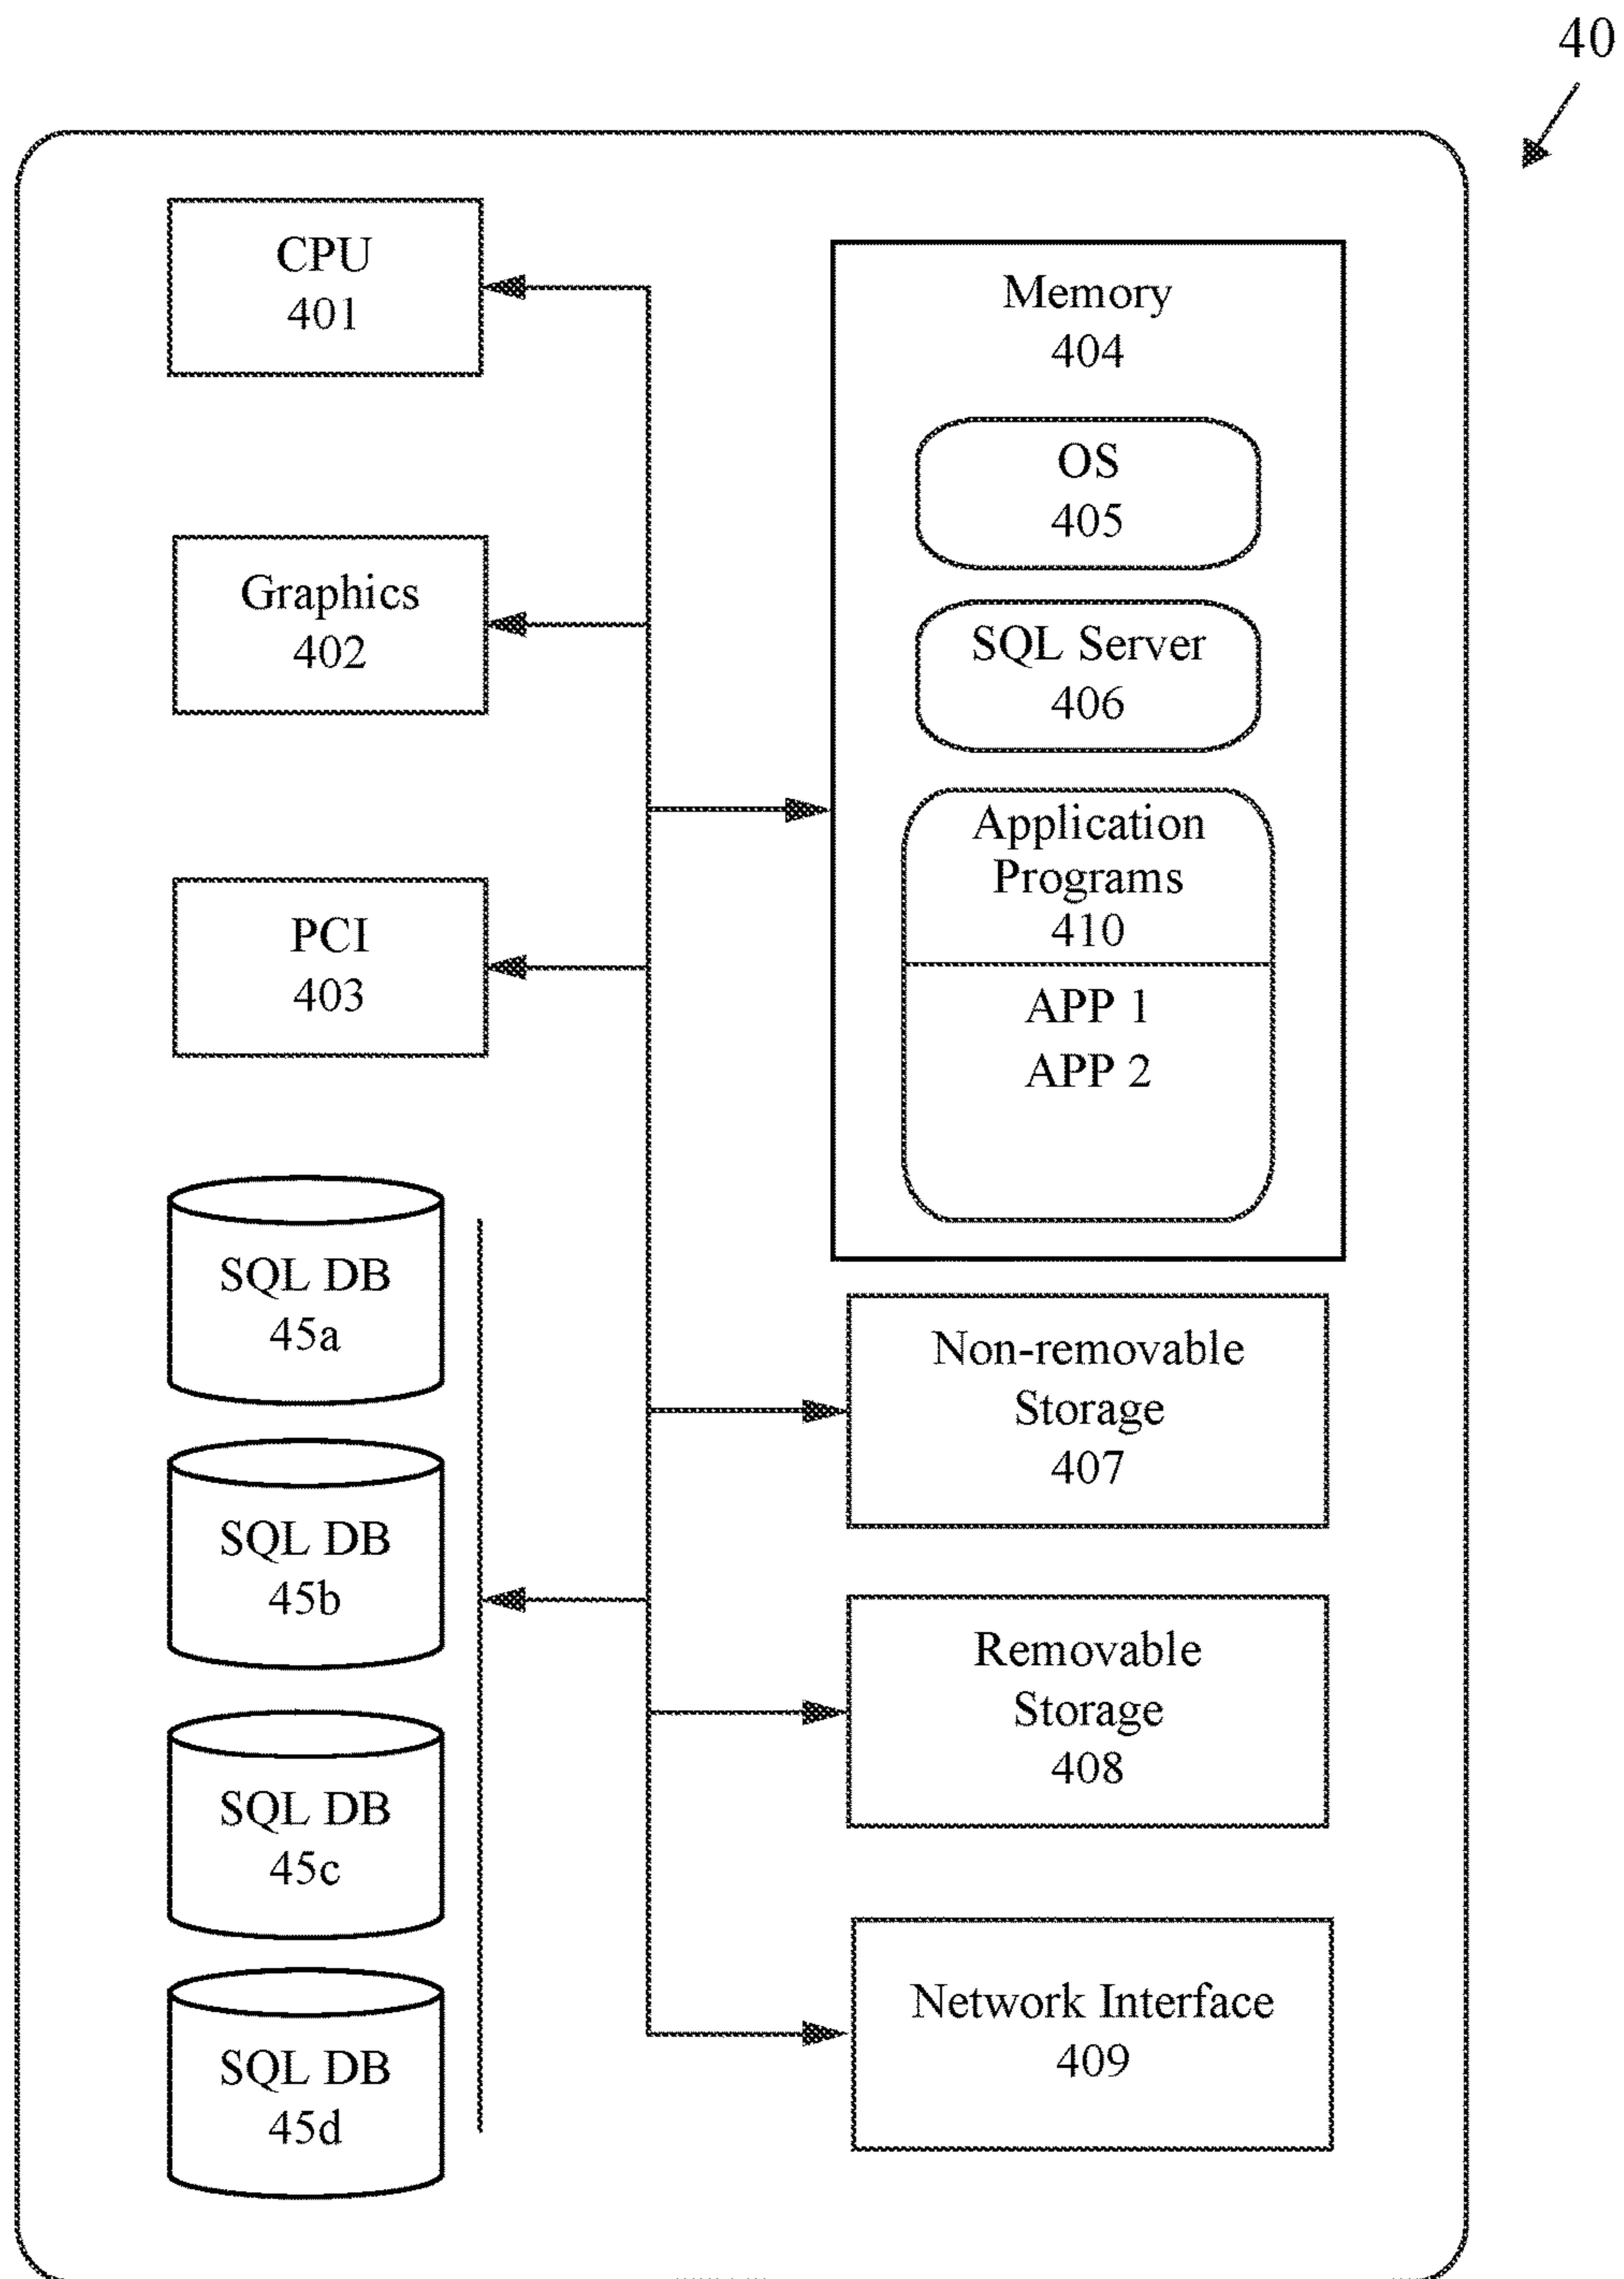 40
CPU
401
Graphics
402
PCI
403
SQL DB
45a
SQL DB
45b
SQL DB
45c
SQL DB
45d
Memory
404
OS
405
SQL Server
406
Application
Programs
410
APP 1
APP 2
Non-removable
Storage
407
Removable
Storage
408
Network Interface
409